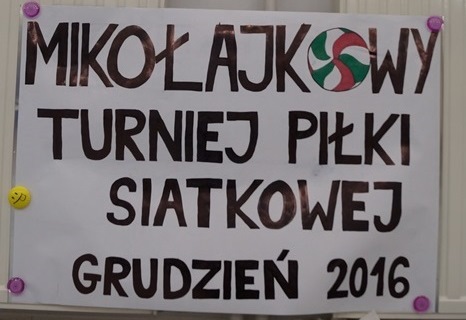 MIKOŁAJKOWY
TURNIEJ PIŁKI
SIATKOWEJ
GRUDZIEŃ 2016